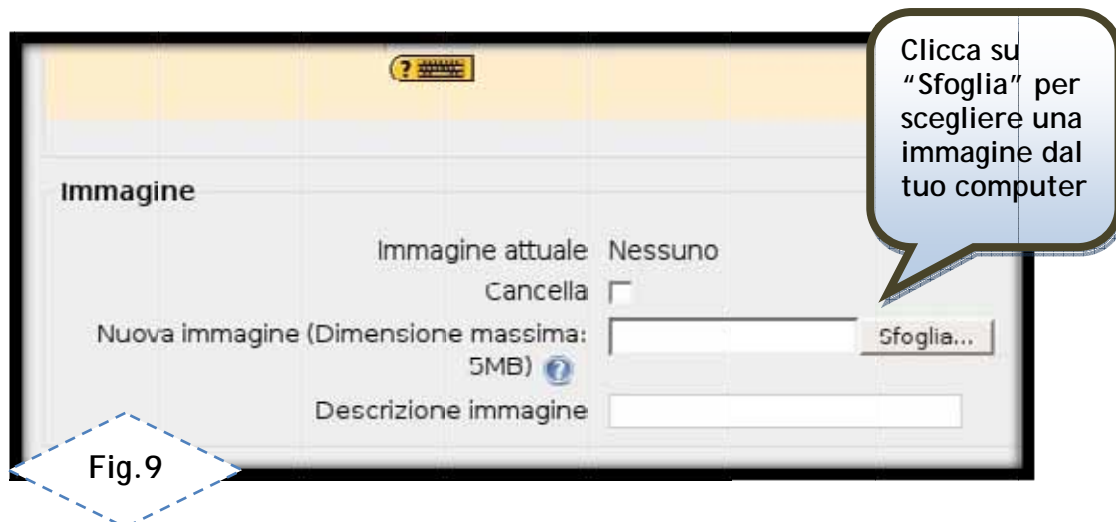 ?
Clicca su
“Sfoglia” per
scegliere una
immagine dal
tuo computer
Immagine
Immagine attuale Nessuno
Cancella
Nuova immagine (Dimensione massima: Sfoglia...
5MB) ?
Descrizione immagine
Fig.9